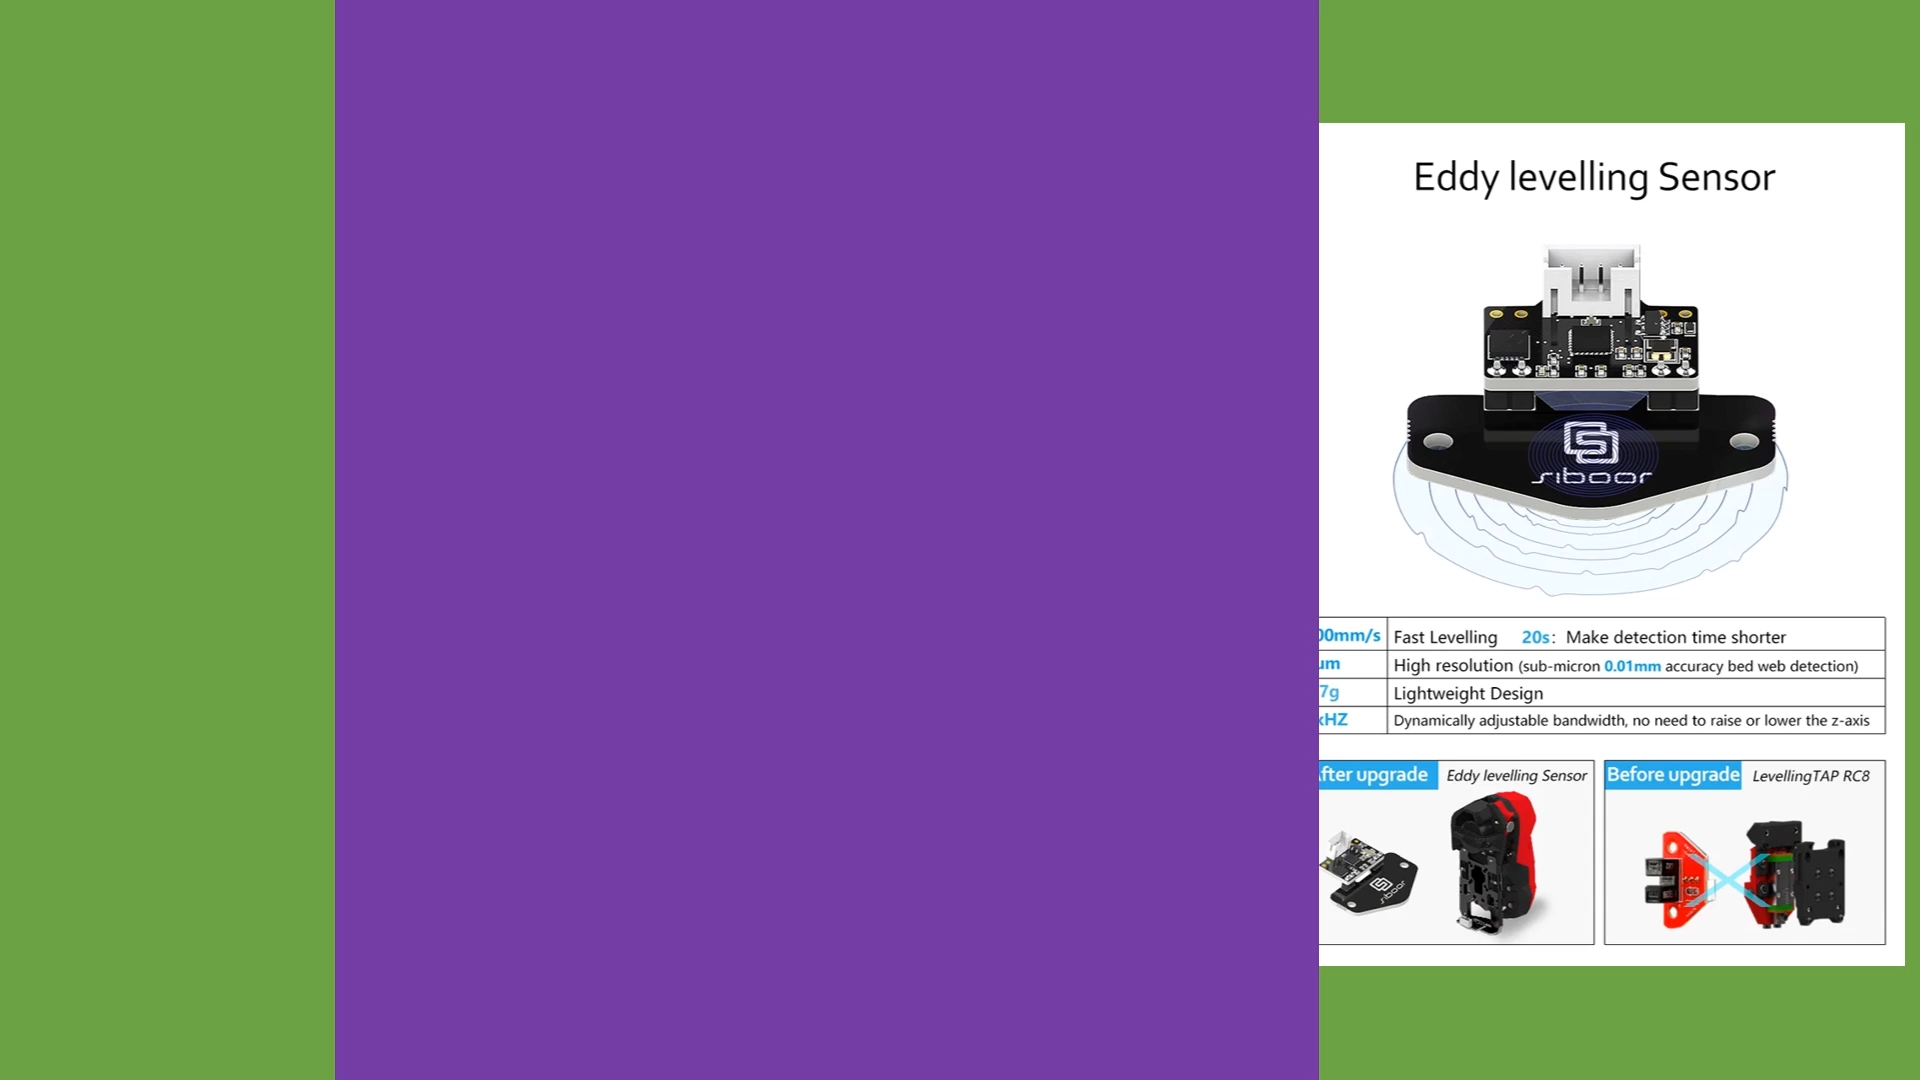 Eddy levelling Sensor
siboor
00mm/s Fast Levelling 20s: Make detection time shorter
um High resolution (sub-micron 0.01mm accuracy bed web detection)
7g Lightweight Design
HZ Dynamically adjustable bandwidth, no need to raise or lower the z-axis
fter upgrade Eddy levelling Sensor
Before upgrade LevellingTAP RC8
siboor